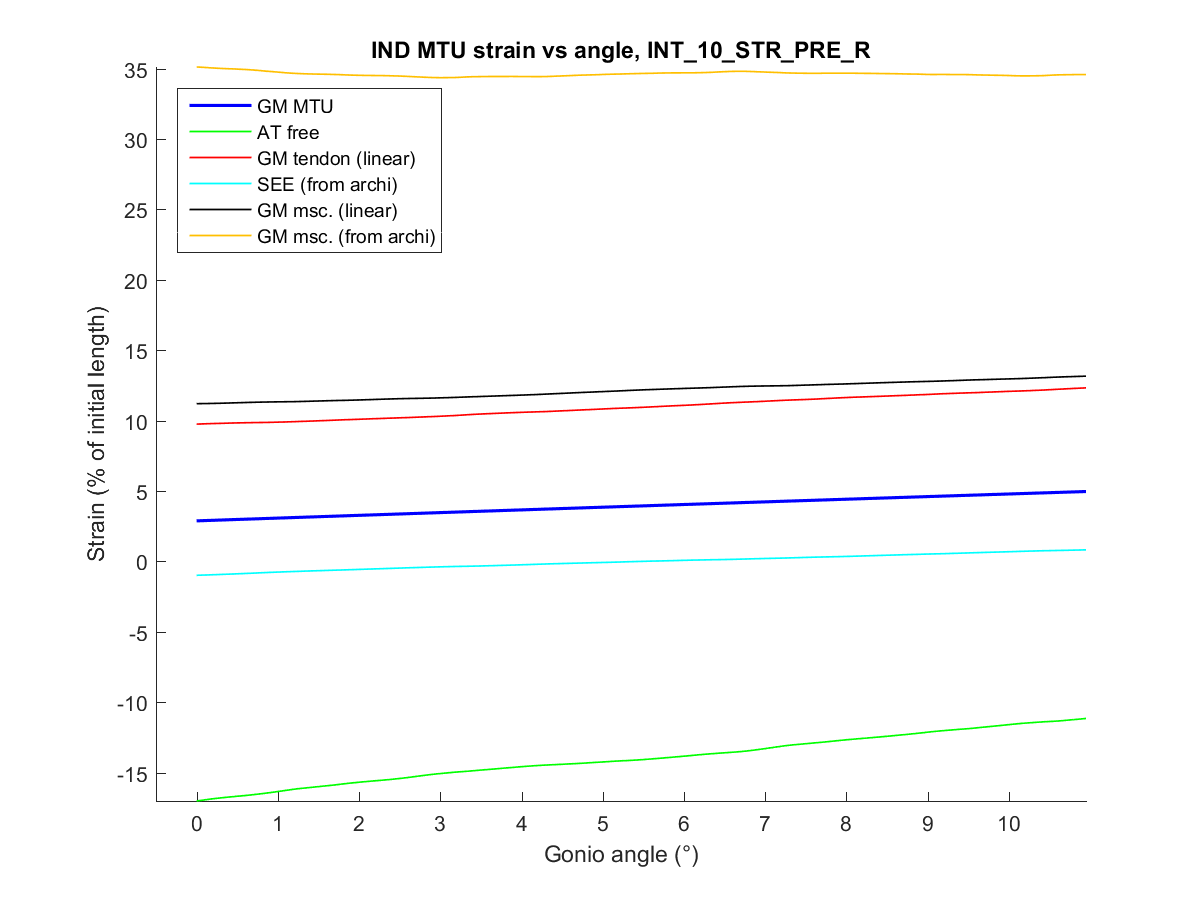 IND MTU strain vs angle, INT_10_STR_PRE_R
35
30
25
20
15
10
5
0
-5
-10
-15
Strain (% of initial length)
GM MTU
AT free
GM tendon (linear)
SEE (from archi)
GM msc. (linear)
GM msc. (from archi)
0 1 2 3 4 5 6 7 8 9 10
Gonio angle (°)